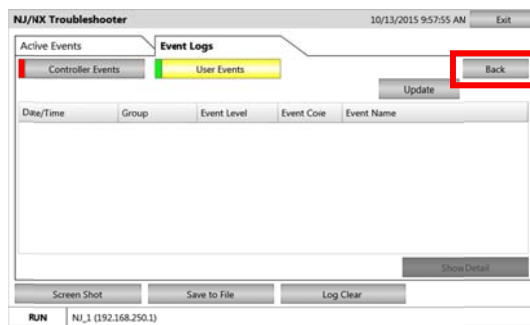 NJ/NX Troubleshooter 10/13/2015 9:57:55 AM Exit
Active Events Event Logs
Controller Events User Events Back
Update
Date/Time Group Event Level Event Core Event Name
Show Detail
Screen Shot Save to File Log Clear
RUN NJ_1 (192.168.250.1)